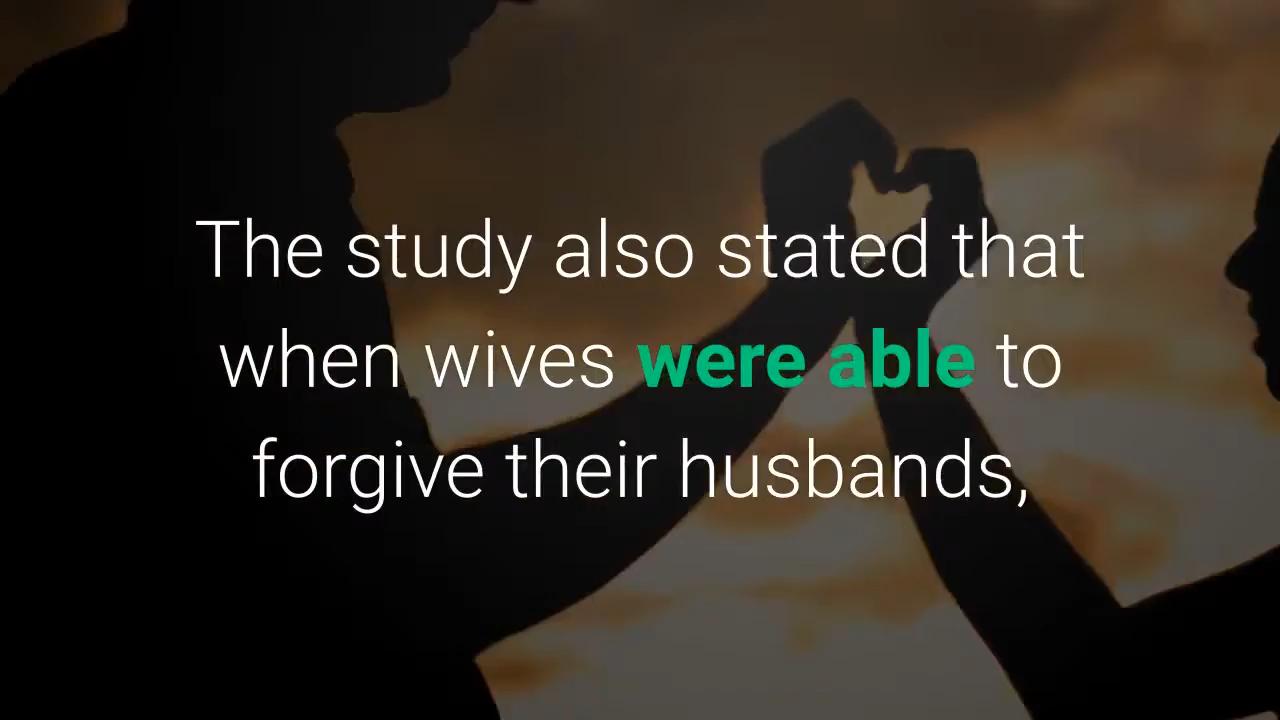 The study also stated that
when wives were able to
forgive their husbands,